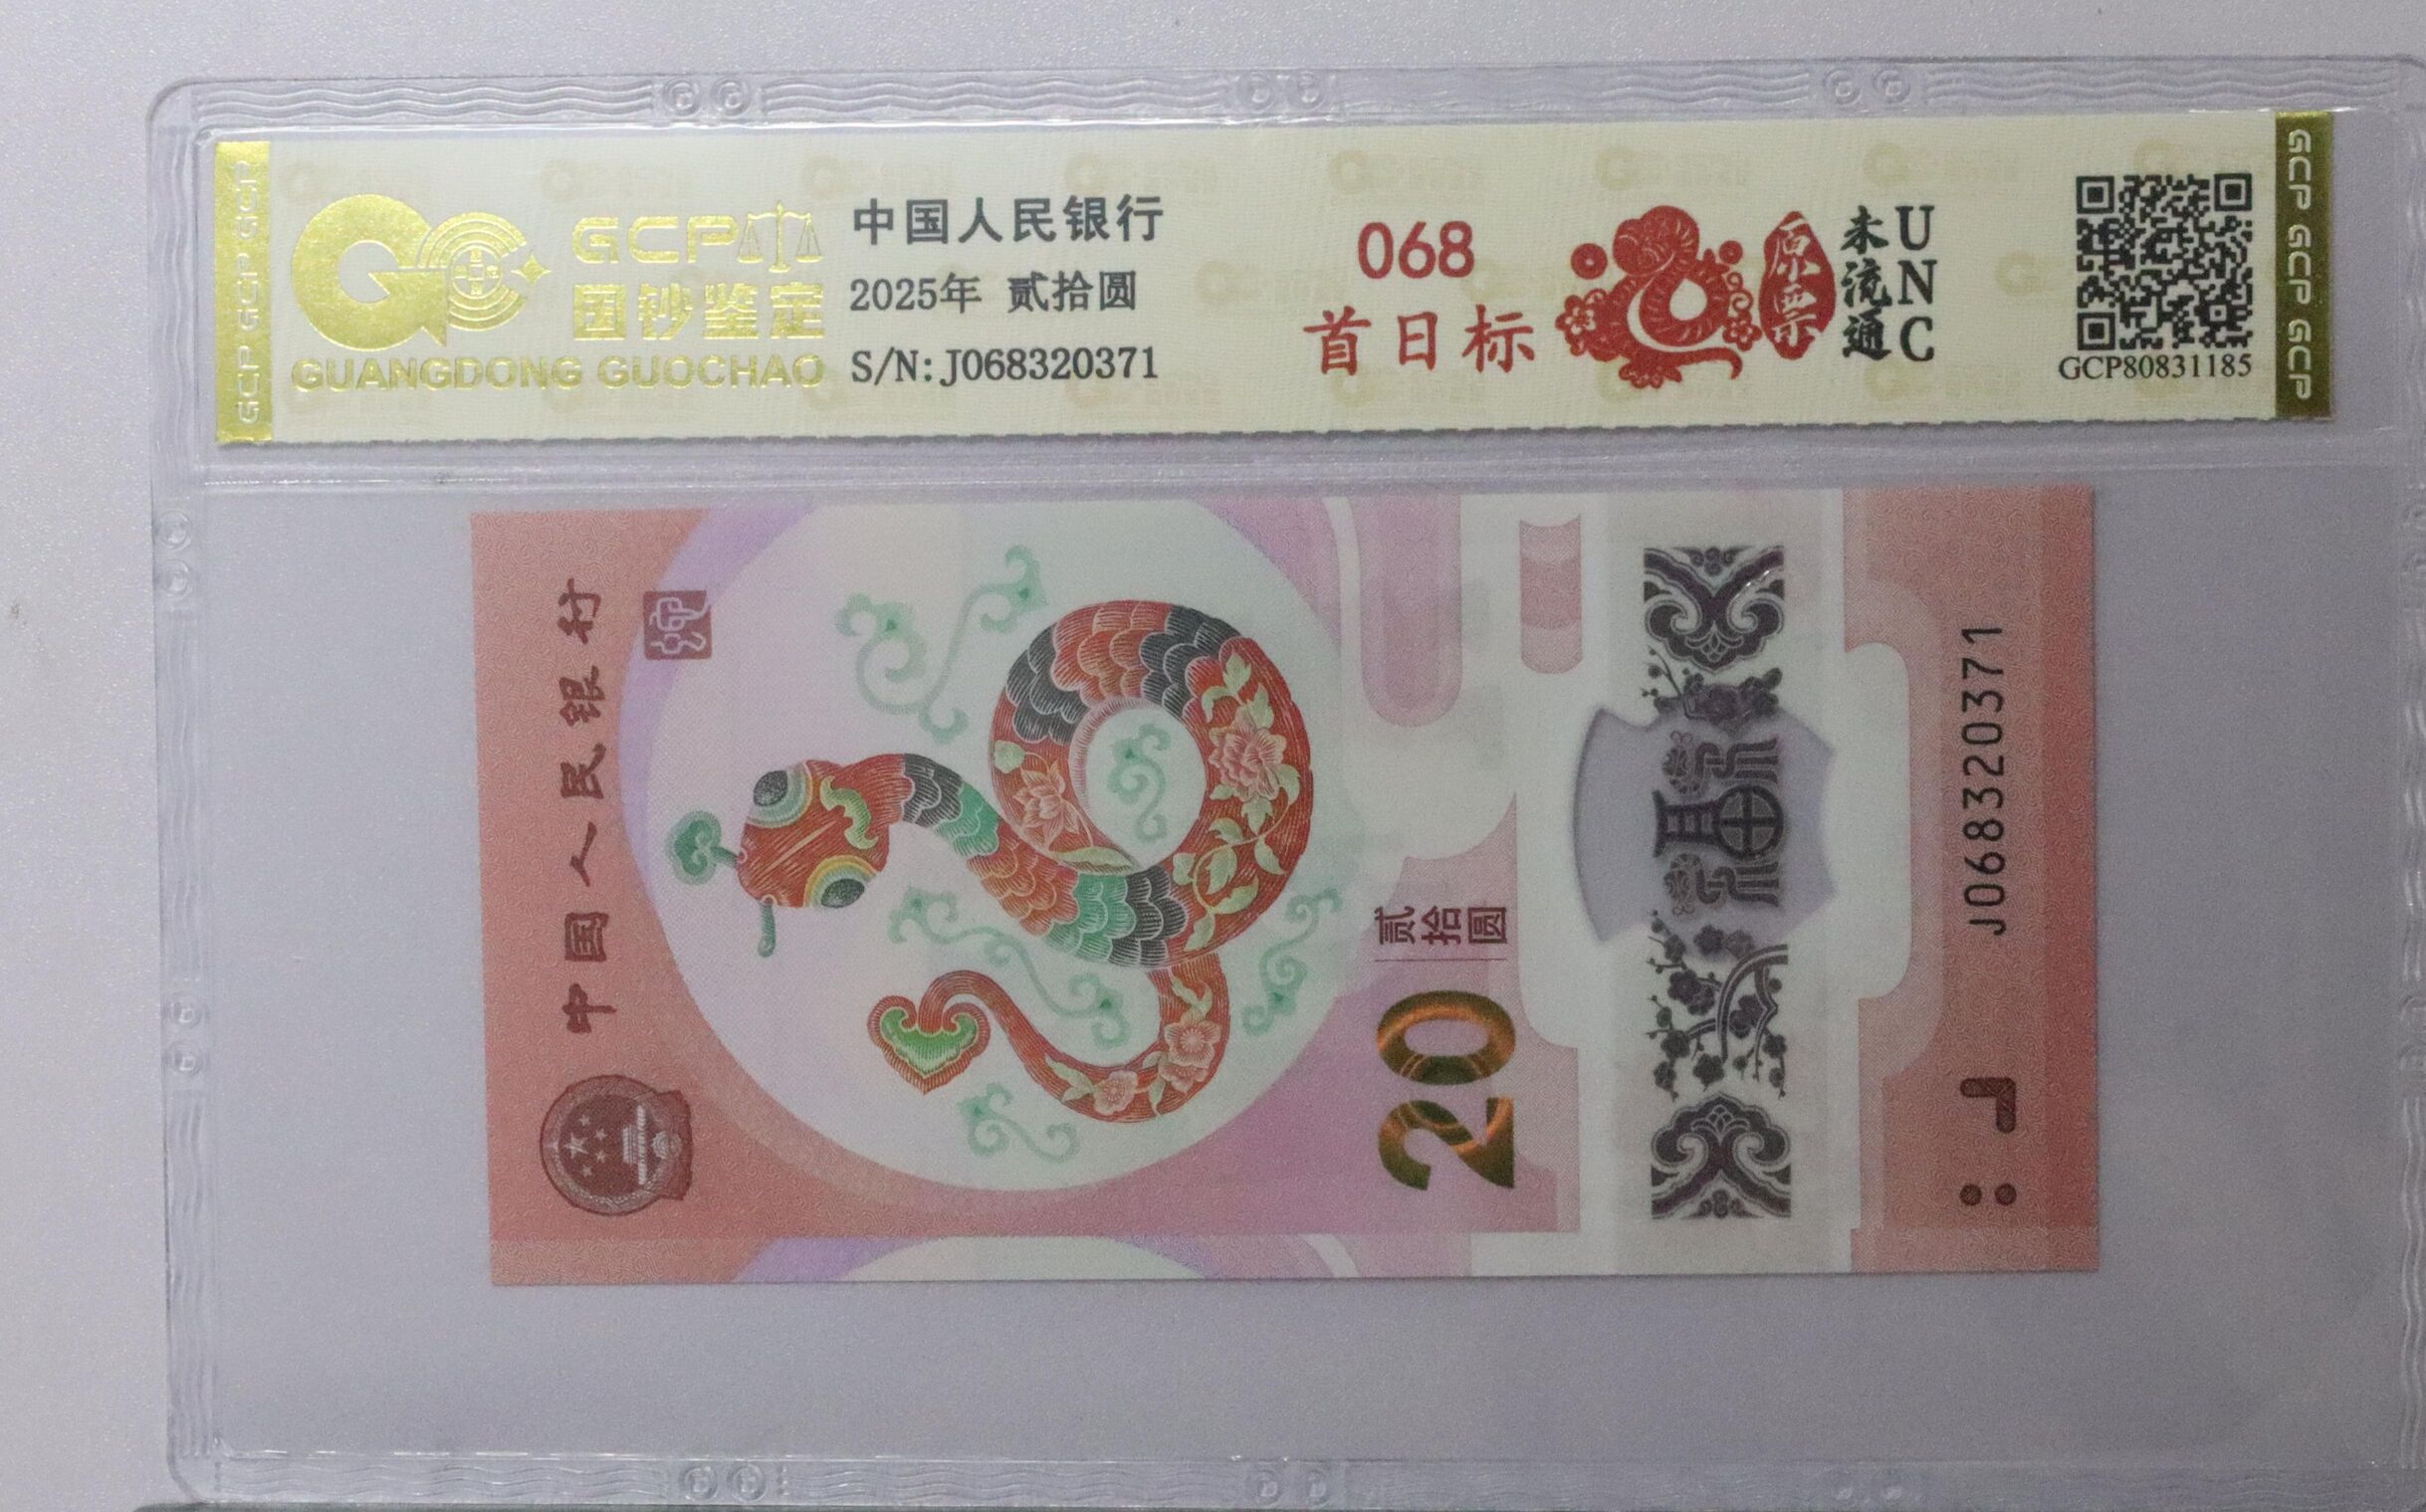 GCP GCP GCP
GCP
国钞鉴定
GUANGDONG GUOCHAO
中国人民银行
2025年 贰拾圆
S/N:J068320371
068
首日标
原票
未流通
UNC
GCP80831185
GCP GCP GCP
中国人民银行
贰拾圆
20
福
J068320371
J